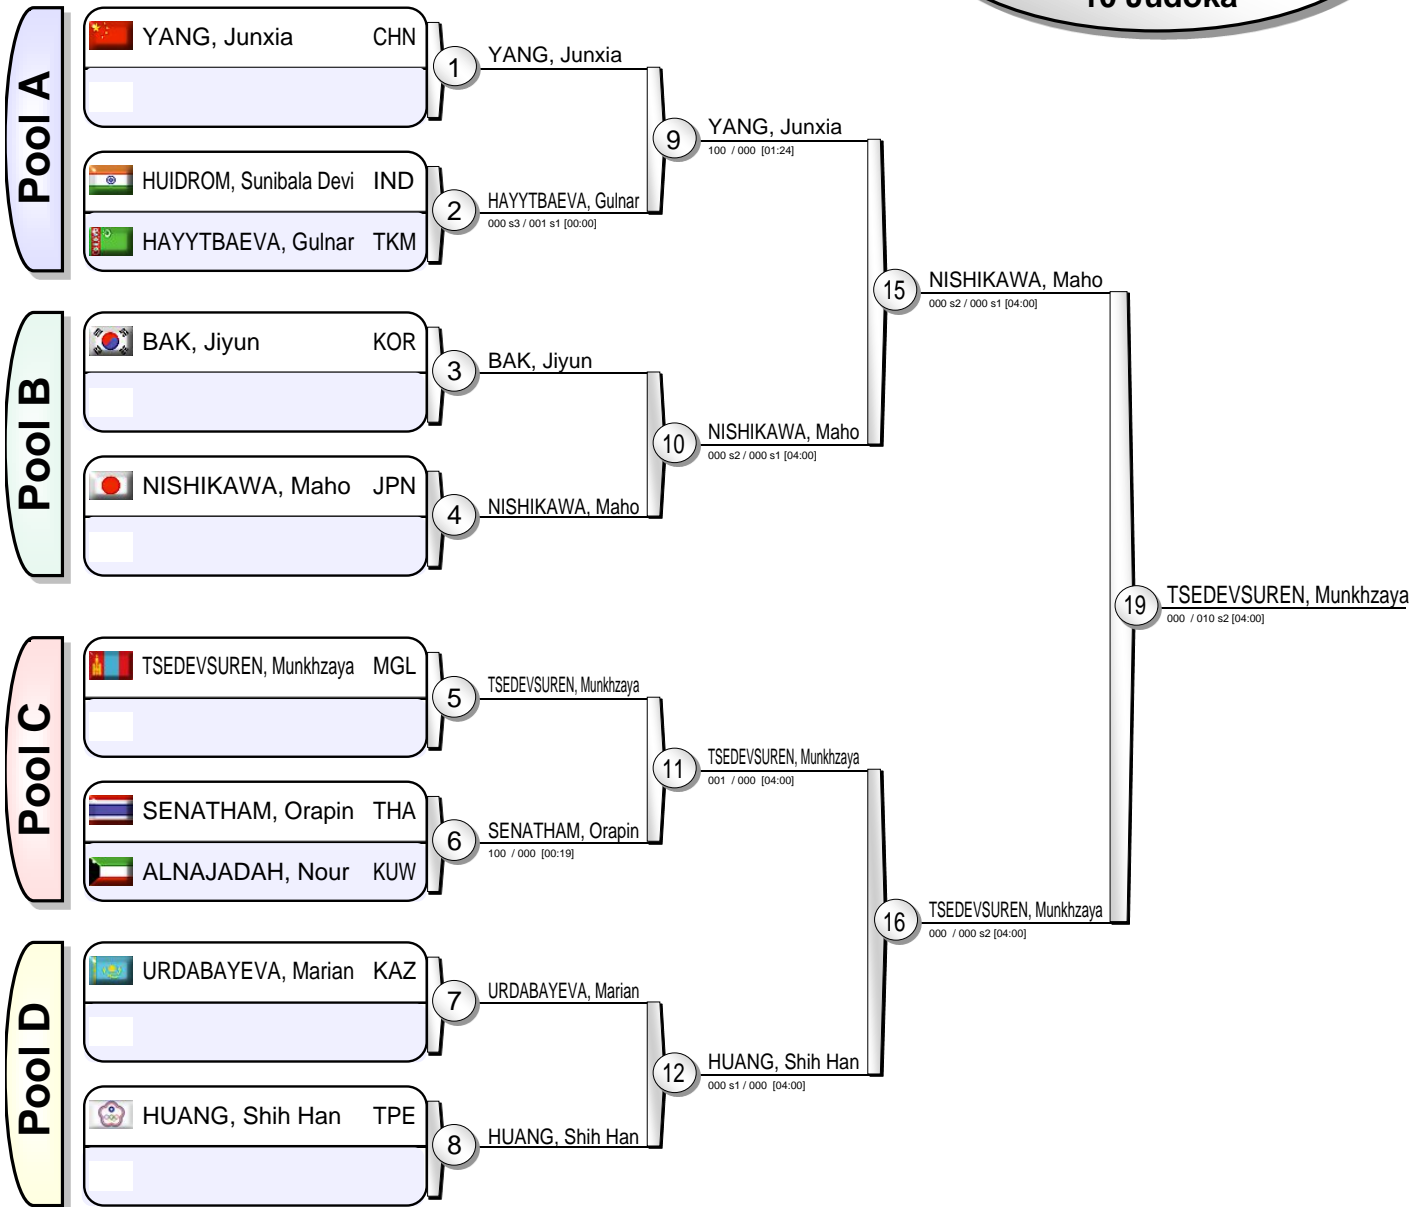 10 Judoka
Pool A
YANG, Junxia CHN
HUIDROM, Sunibala Devi IND
HAYYTBAEVA, Gulnar TKM
1
YANG, Junxia
2
HAYYTBAEVA, Gulnar
000 s3 / 001 s1 [00:00]
9
YANG, Junxia
100 / 000 [01:24]
Pool B
BAK, Jiyun KOR
NISHIKAWA, Maho JPN
3
BAK, Jiyun
4
NISHIKAWA, Maho
10
NISHIKAWA, Maho
000 s2 / 000 s1 [04:00]
15
NISHIKAWA, Maho
000 s2 / 000 s1 [04:00]
Pool C
TSEDEVSUREN, Munkhzaya MGL
SENATHAM, Orapin THA
ALNAJADAH, Nour KUW
5
TSEDEVSUREN, Munkhzaya
6
SENATHAM, Orapin
100 / 000 [00:19]
11
TSEDEVSUREN, Munkhzaya
001 / 000 [04:00]
Pool D
URDABAYEVA, Marian KAZ
HUANG, Shih Han TPE
7
URDABAYEVA, Marian
8
HUANG, Shih Han
12
HUANG, Shih Han
000 s1 / 000 [04:00]
16
TSEDEVSUREN, Munkhzaya
000 / 000 s2 [04:00]
19
TSEDEVSUREN, Munkhzaya
000 / 010 s2 [04:00]